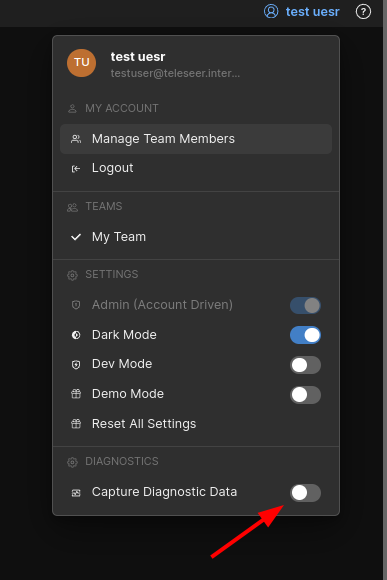 test uesr
?
TU
test uesr
testuser@teleseer.inter...
MY ACCOUNT
Manage Team Members
Logout
TEAMS
My Team
SETTINGS
Admin (Account Driven)
Dark Mode
Dev Mode
Demo Mode
Reset All Settings
DIAGNOSTICS
Capture Diagnostic Data